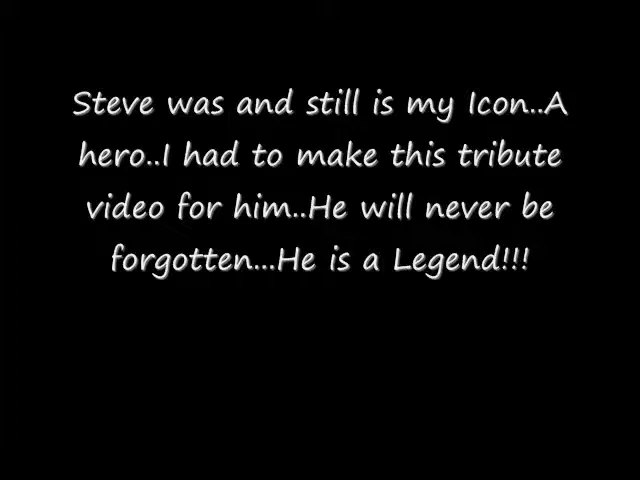 Steve was and still is my Icon..A
hero..I had to make this tribute
video for him..He will never be
forgotten...He is a Legend!!!